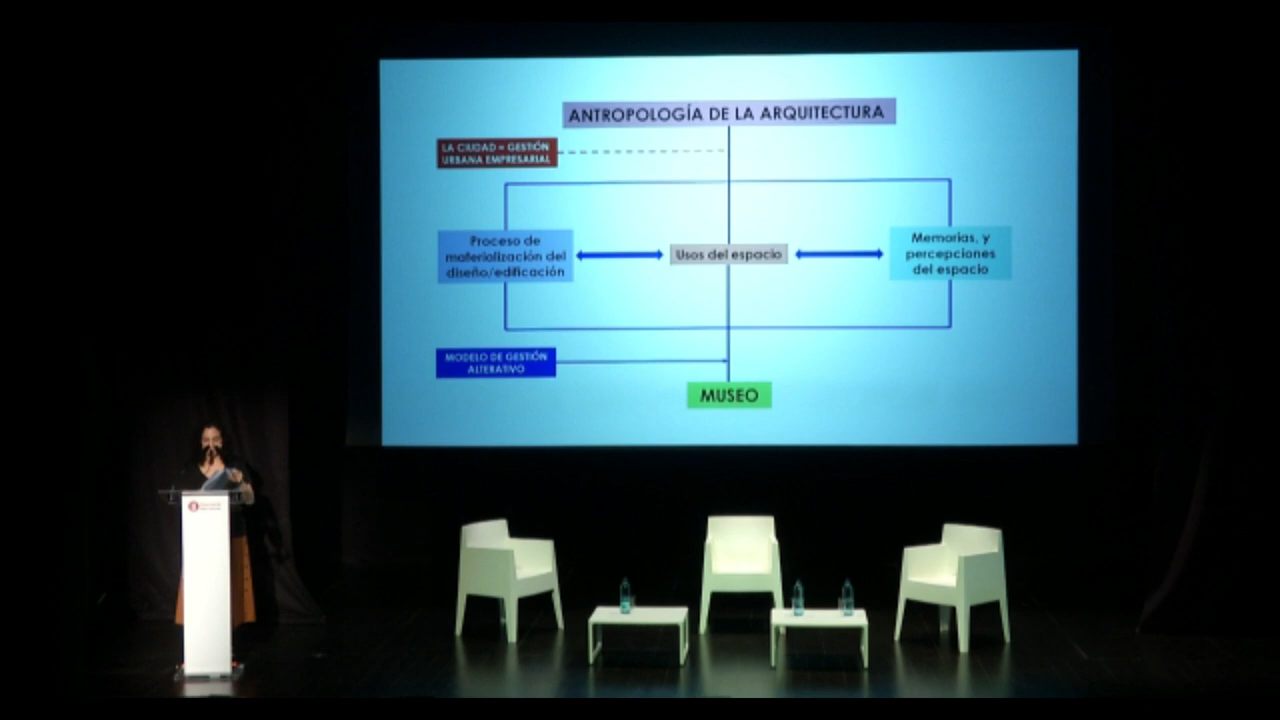 ANTROPOLOGÍA DE LA ARQUITECTURA
LA CIUDAD = GESTIÓN
URBANA EMPRESARIAL
Proceso de
materialización del
diseño/edificación
Usos del espacio
Memorias, y
percepciones
del espacio
MODELO DE GESTIÓN
ALTERATIVO
MUSEO